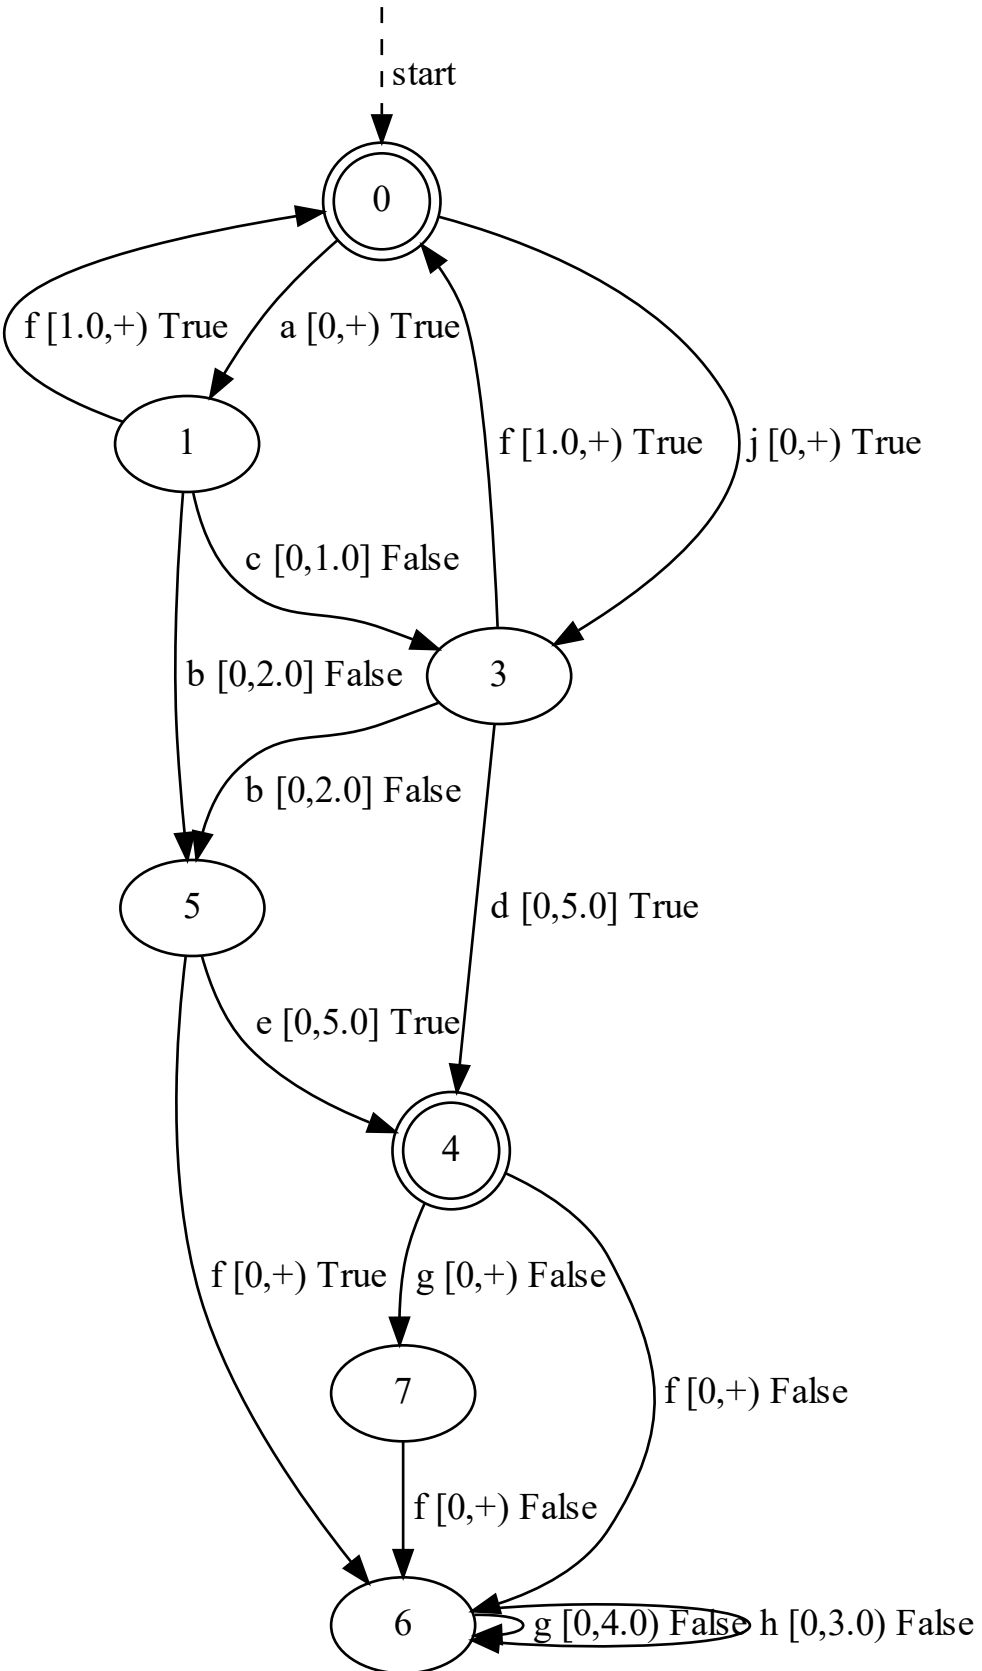 start
0
f [1.0,+) True
a [0,+) True
1
f [1.0,+) True
j [0,+) True
c [0,1.0] False
b [0,2.0] False
3
b [0,2.0] False
5
d [0,5.0] True
e [0,5.0] True
4
f [0,+) True
g [0,+) False
7
f [0,+) False
f [0,+) False
6
g [0,4.0) False
h [0,3.0) False